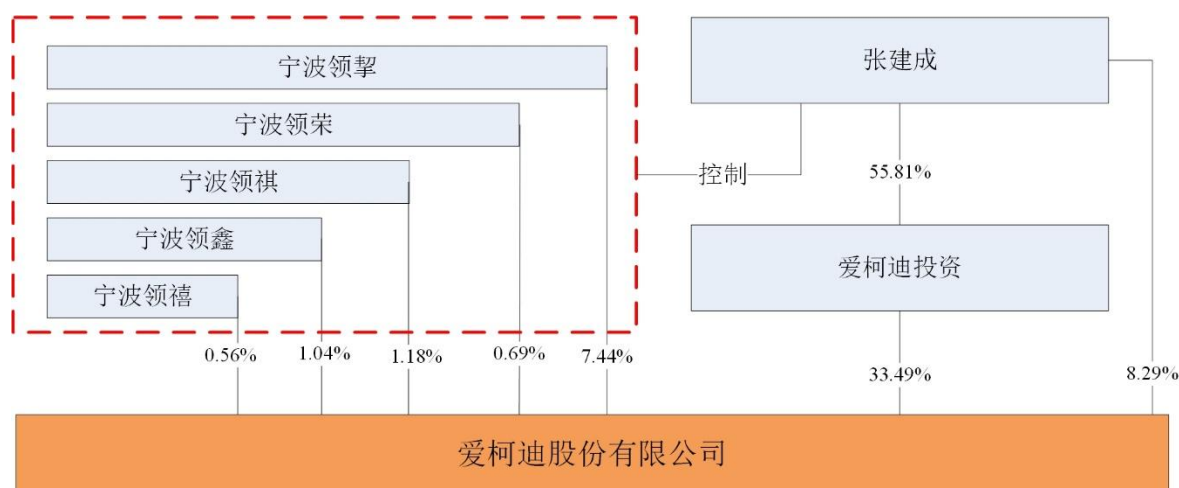 宁波领挈
宁波领荣
宁波领祺
宁波领鑫
宁波领禧
张建成
控制
55.81%
爱柯迪投资
0.56%
1.04%
1.18%
0.69%
7.44%
33.49%
8.29%
爱柯迪股份有限公司